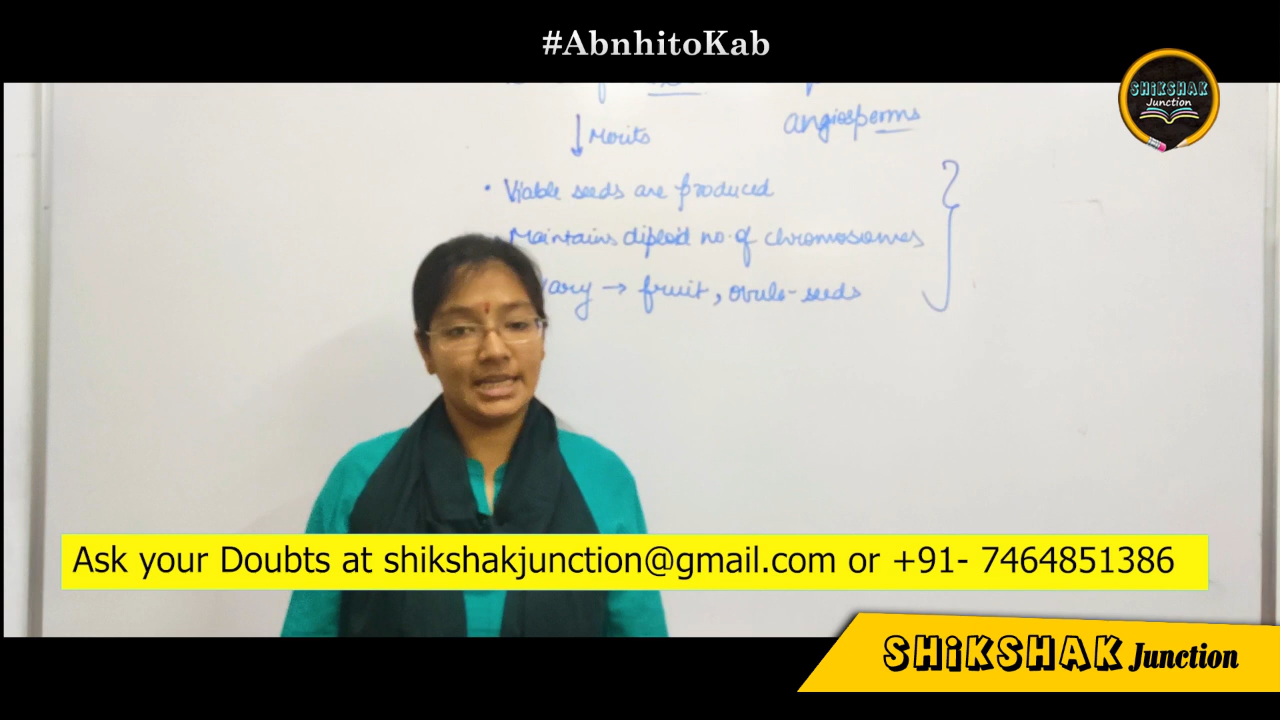 #AbnhitoKab
SHiKSHAK
Junction
angiosperms
Merits
• Viable seeds are produced
Maintains diploid no. of chromosomes
vary → fruit, ovule-seeds
Ask your Doubts at shikshakjunction@gmail.com or +91- 7464851386
SHiKSHAK Junction